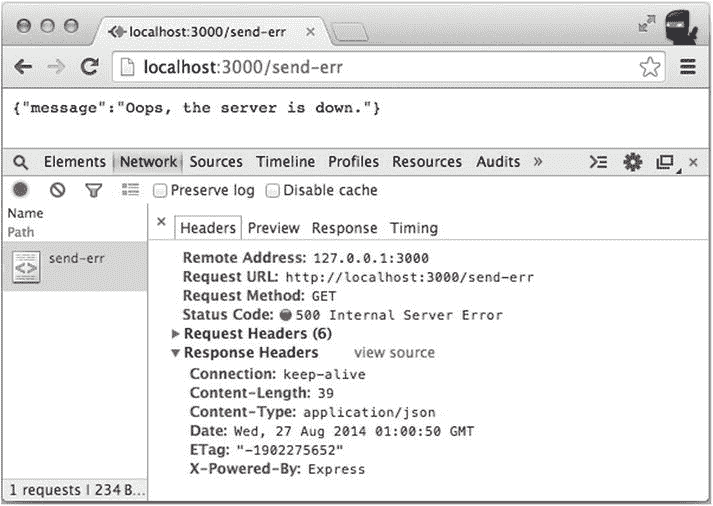 localhost:3000/send-err
localhost:3000/send-err
{"message":"Oops, the server is down."}
Elements Network Sources Timeline Profiles Resources Audits »
Preserve log Disable cache
Name
Path
Headers Preview Response Timing
send-err
Remote Address: 127.0.0.1:3000
Request URL: http://localhost:3000/send-err
Request Method: GET
Status Code: 500 Internal Server Error
Request Headers (6)
Response Headers view source
Connection: keep-alive
Content-Length: 39
Content-Type: application/json
Date: Wed, 27 Aug 2014 01:00:50 GMT
ETag: "-1902275652"
X-Powered-By: Express
1 requests | 234 B...